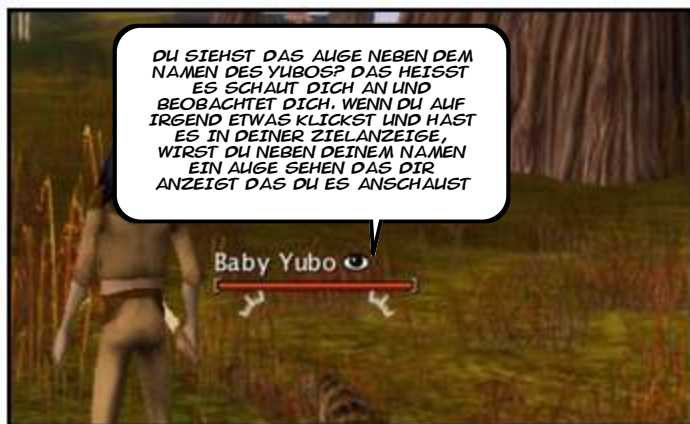 DU SIEHST DAS AUGE NEBEN DEM
NAMEN DES YUBOS? DAS HEISST
ES SCHAUT DICH AN UND
BEOBACHTET DICH. WENN DU AUF
IRGEND ETWAS KLICKST UND HAST
ES IN DEINER ZIELANZEIGE,
WIRST DU NEBEN DEINEM NAMEN
EIN AUGE SEHEN DAS DIR
ANZEIGT DAS DU ES ANSCHAUST
Baby Yubo